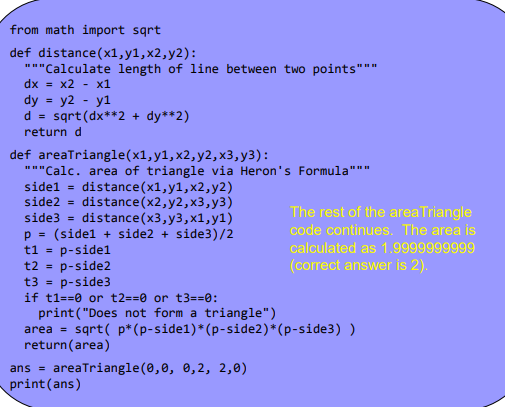 from math import sqrt
def distance(x1,y1,x2,y2):
"""Calculate length of line between two points"""
dx = x2 - x1
dy = y2 - y1
d = sqrt(dx**2 + dy**2)
return d
def areaTriangle(x1,y1,x2,y2,x3,y3):
"""Calc. area of triangle via Heron's Formula"""
side1 = distance(x1,y1,x2,y2)
side2 = distance(x2,y2,x3,y3)
side3 = distance(x3,y3,x1,y1)
p = (side1 + side2 + side3)/2
t1 = p-side1
t2 = p-side2
t3 = p-side3
if t1==0 or t2==0 or t3==0:
print("Does not form a triangle")
area = sqrt( p*(p-side1)*(p-side2)*(p-side3) )
return(area)
ans = areaTriangle(0,0, 0,2, 2,0)
print(ans)
The rest of the areaTriangle
code continues. The area is
calculated as 1.9999999999
(correct answer is 2).